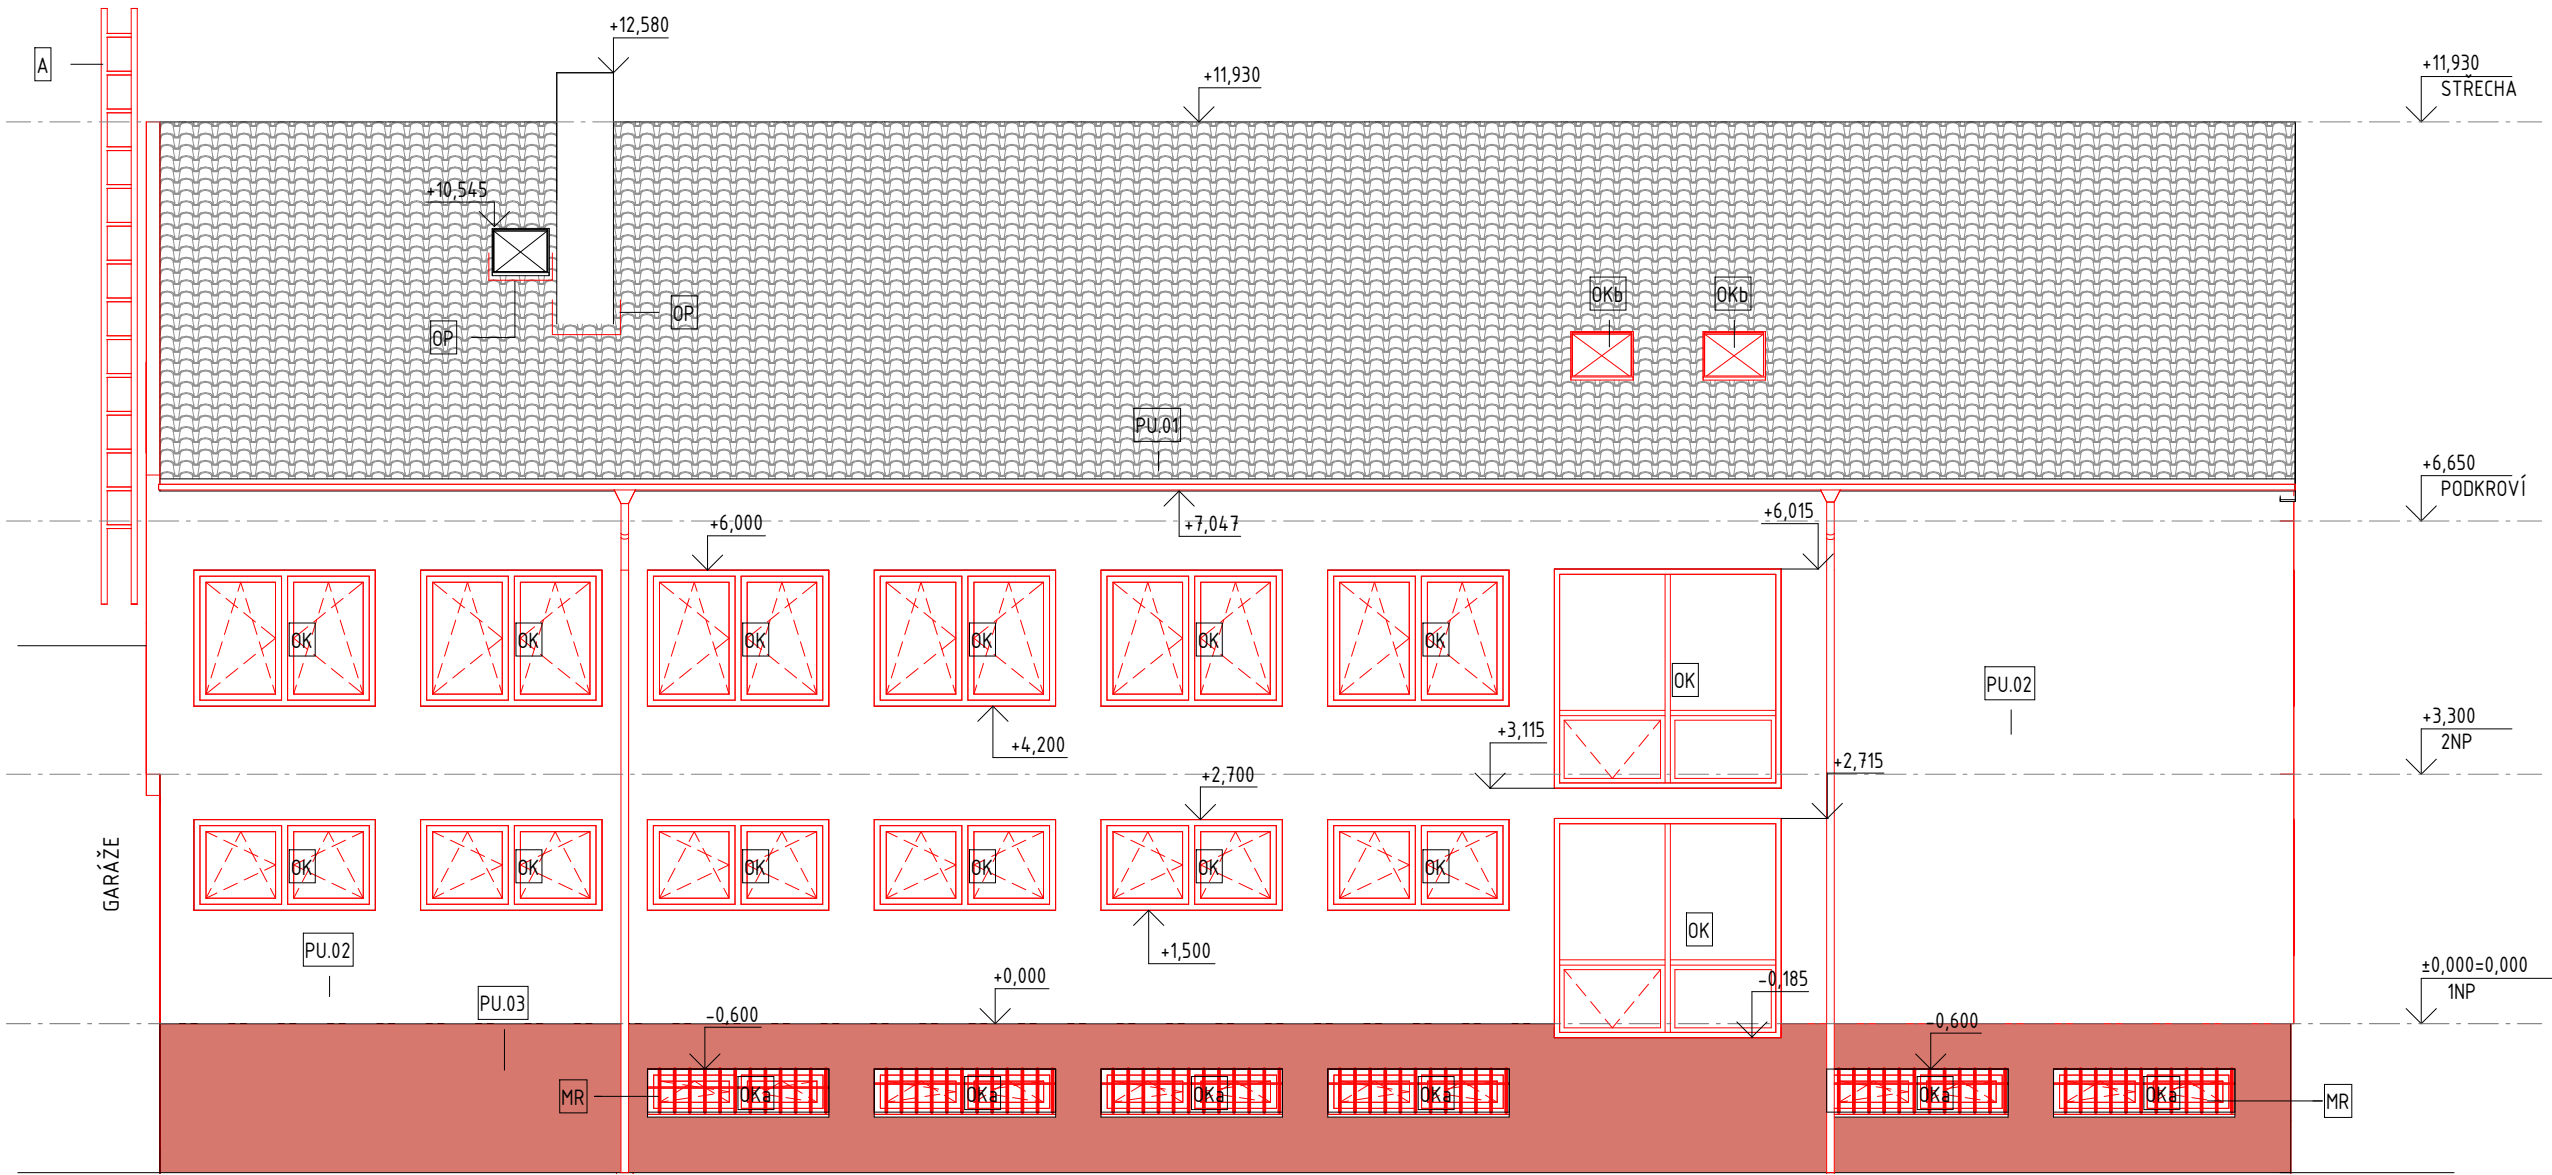 +12,580
A
+11,930
+11,930
STŘECHA
+10,545
OKb
OKb
OP
OP
PU.01
+6,650
PODKROVÍ
+6,000
+7,047
+6,015
OK
OK
OK
OK
OK
OK
OK
PU.02
+4,200
+3,115
+3,300
2NP
+2,700
+2,715
GARÁŽE
OK
OK
OK
OK
OK
OK
OK
PU.02
+1,500
PU.03
+0,000
-0,185
±0,000=0,000
1NP
-0,600
-0,600
MR
OKa
OKa
OKa
OKa
OKa
OKa
MR